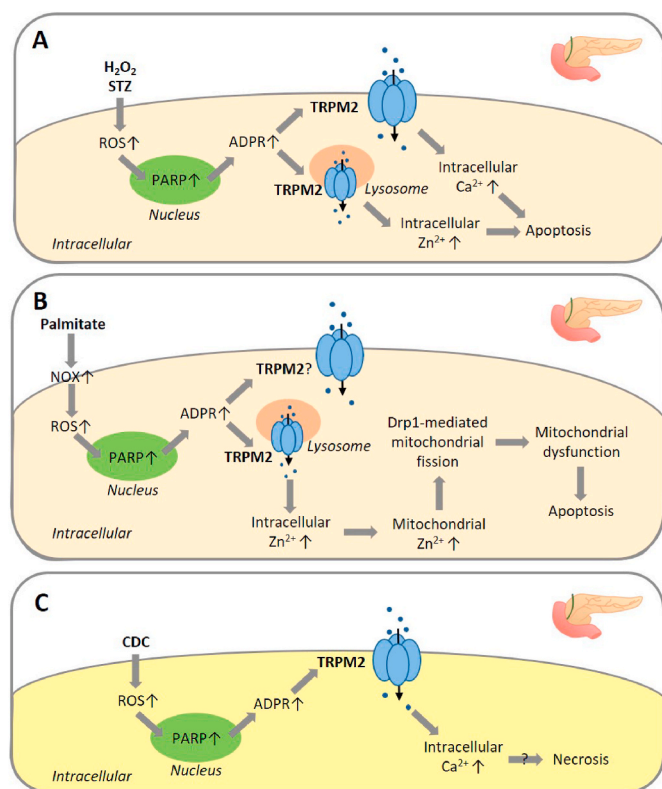 A
H₂O₂
STZ
ROS↑
PARP↑
Nucleus
ADPR↑
TRPM2
TRPM2
Lysosome
Intracellular
Ca²⁺ ↑
Intracellular
Zn²⁺ ↑
Apoptosis
Intracellular
B
Palmitate
NOX↑
ROS↑
PARP↑
Nucleus
ADPR↑
TRPM2?
TRPM2
Lysosome
Intracellular
Zn²⁺ ↑
Mitochondrial
Zn²⁺ ↑
Drp1-mediated
mitochondrial
fission
Mitochondrial
dysfunction
Apoptosis
Intracellular
C
CDC
ROS↑
PARP↑
Nucleus
ADPR↑
TRPM2
Intracellular
Ca²⁺ ↑
?
Necrosis
Intracellular